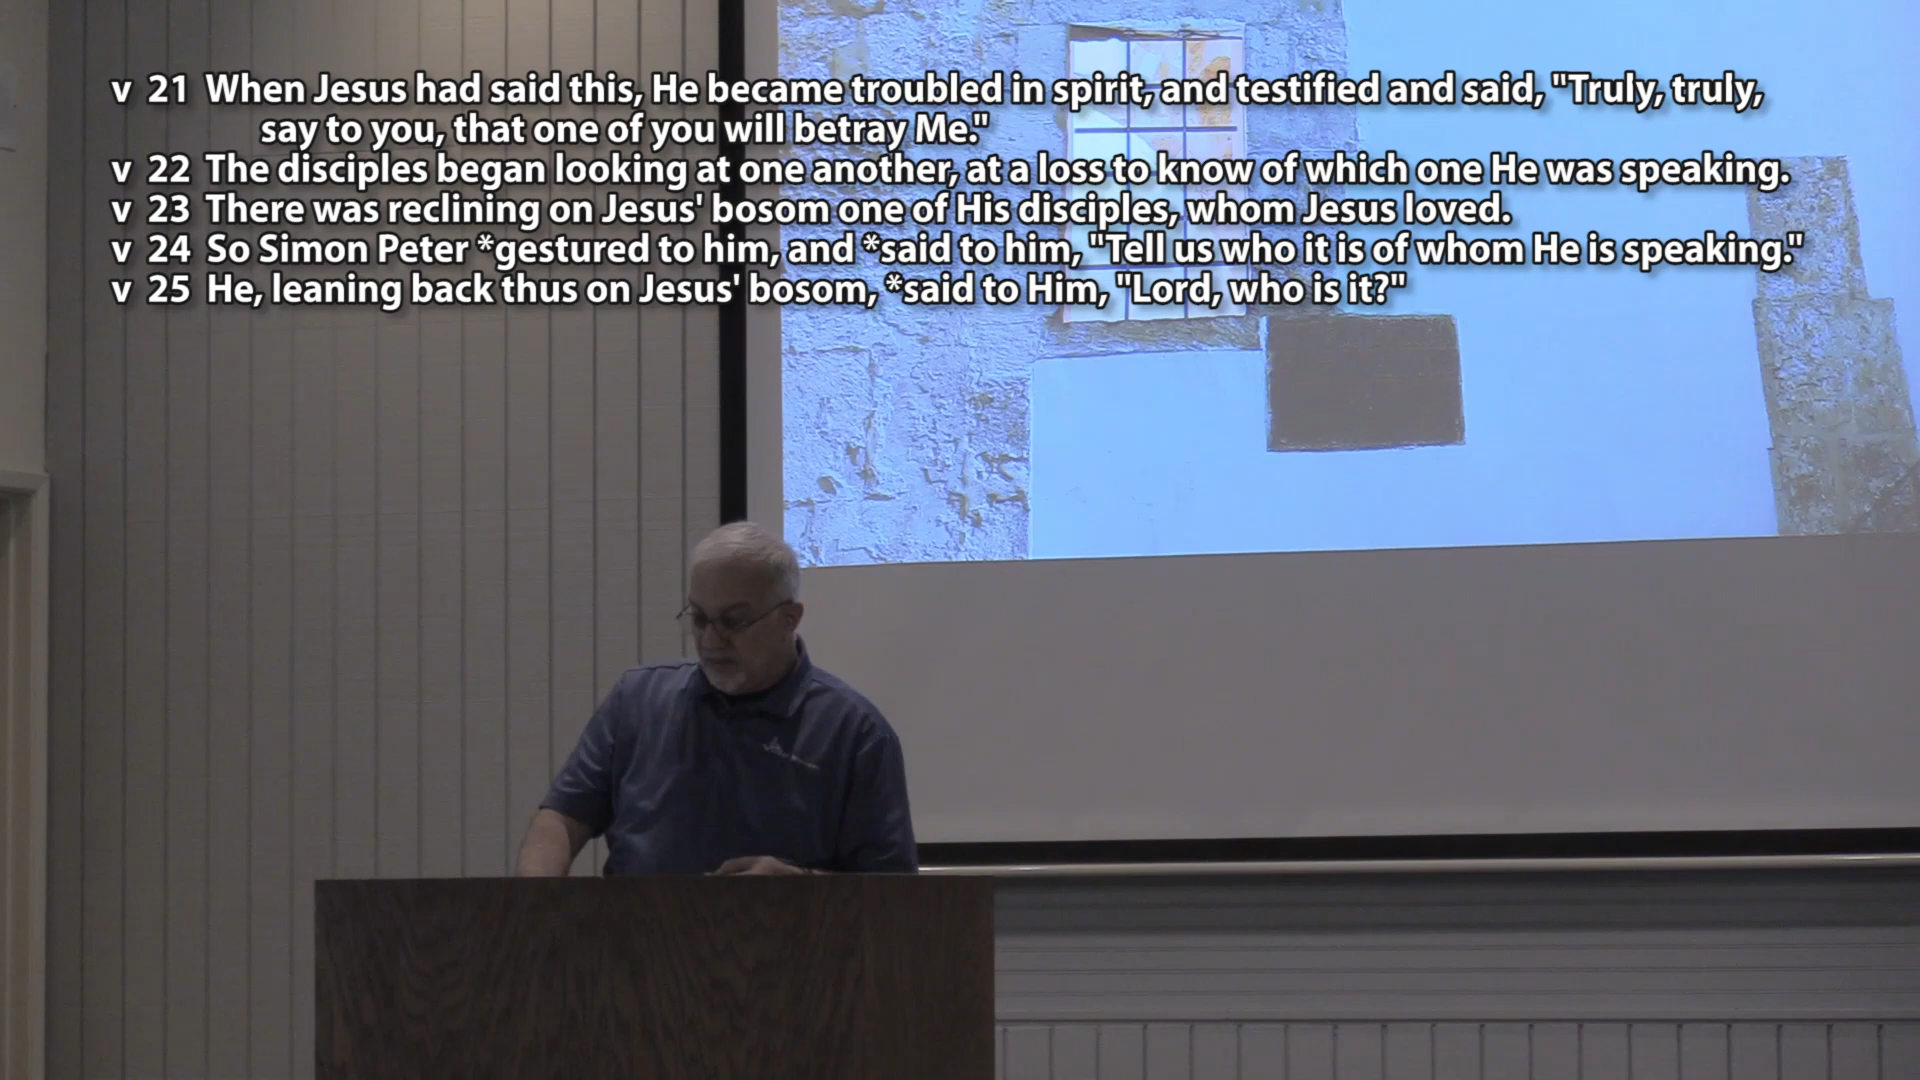 v 21 When Jesus had said this, He became troubled in spirit, and testified and said, "Truly, truly,
say to you, that one of you will betray Me."
v 22 The disciples began looking at one another, at a loss to know of which one He was speaking.
v 23 There was reclining on Jesus' bosom one of His disciples, whom Jesus loved.
v 24 So Simon Peter *gestured to him, and *said to him, "Tell us who it is of whom He is speaking."
v 25 He, leaning back thus on Jesus' bosom, *said to Him, "Lord, who is it?"